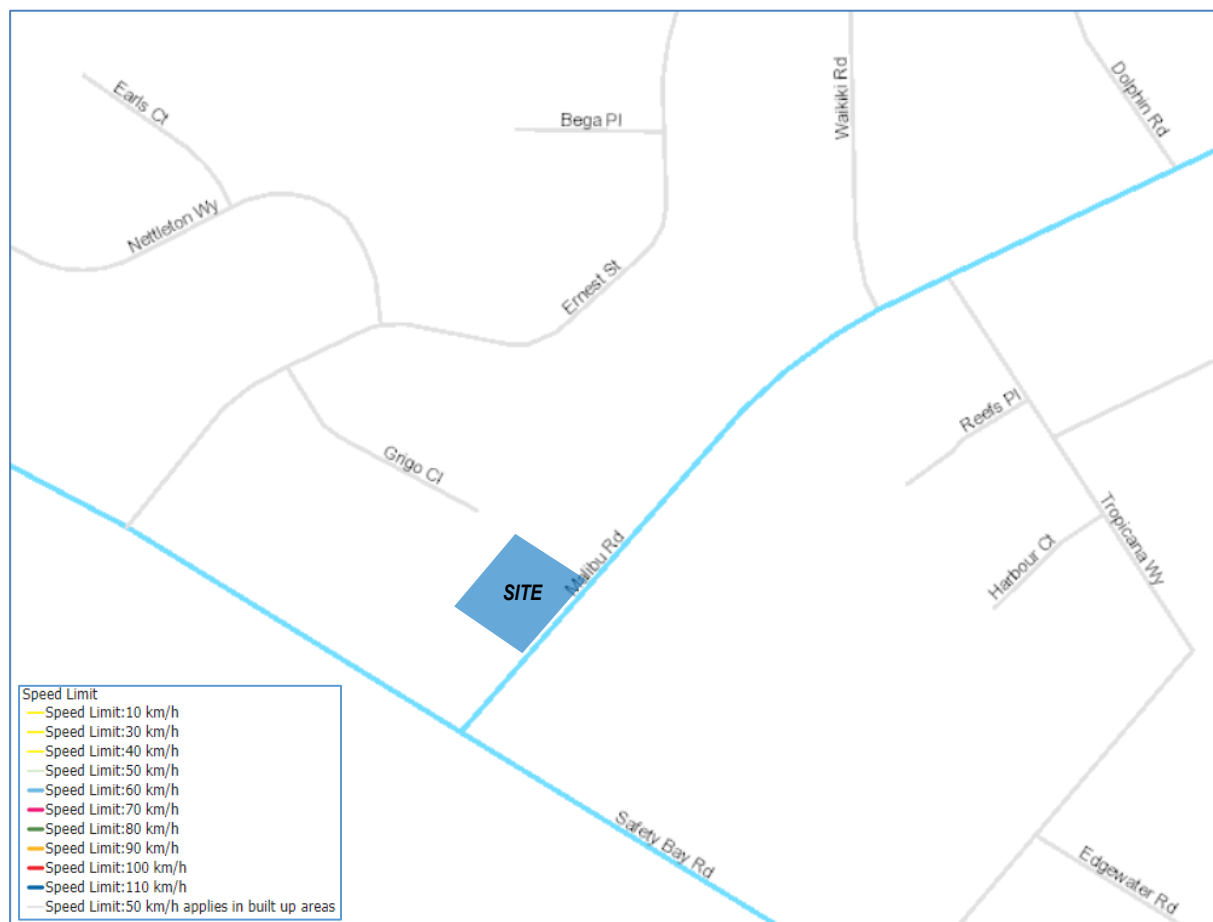 Earls Ct
Bega Pl
Waikiki Rd
Dolphin Rd
Nettleton Wy
Ernest St
Reefs Pl
Grigo Cl
Tropicana Wy
Harbour Ct
Malibu Rd
SITE
Safety Bay Rd
Edgewater Rd
Speed Limit
Speed Limit:10 km/h
Speed Limit:30 km/h
Speed Limit:40 km/h
Speed Limit:50 km/h
Speed Limit:60 km/h
Speed Limit:70 km/h
Speed Limit:80 km/h
Speed Limit:90 km/h
Speed Limit:100 km/h
Speed Limit:110 km/h
Speed Limit:50 km/h applies in built up areas